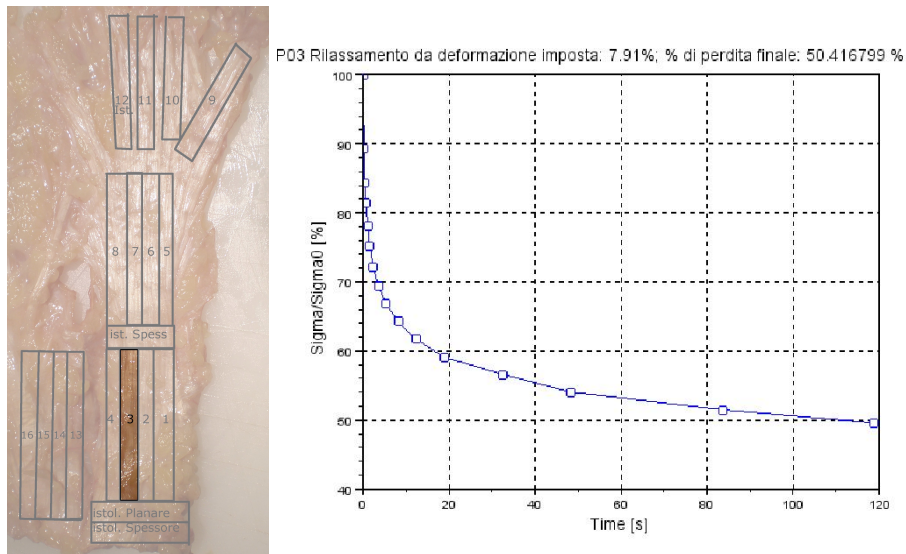 12 11 10 9
Ist.
8 7 6 5
ist. Spess
4 3 2 1
16 15 14 13
istol. Planare
istol. Spessore
P03 Rilassamento da deformazione imposta: 7.91%; % di perdita finale: 50.416799 %
Sigma/Sigma0 [%]
100
90
80
70
60
50
40
0 20 40 60 80 100 120
Time [s]